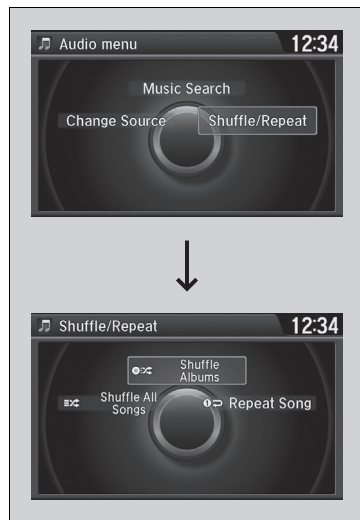 Audio menu 12:34
Music Search
Change Source Shuffle/Repeat
Shuffle/Repeat 12:34
Shuffle
Albums
Shuffle All
Songs
Repeat Song